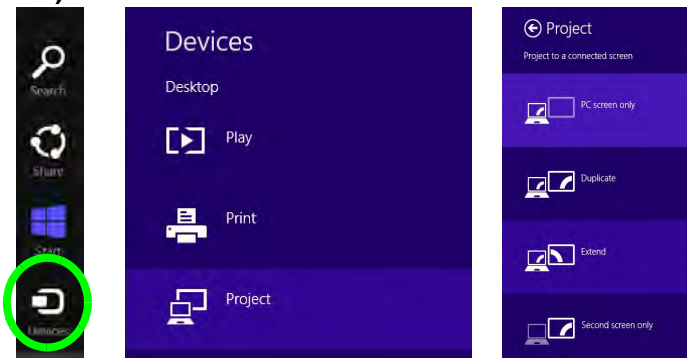 Search
Share
Start
Devices
Devices
Desktop
Play
Print
Project
Project
Project to a connected screen
PC screen only
Duplicate
Extend
Second screen only